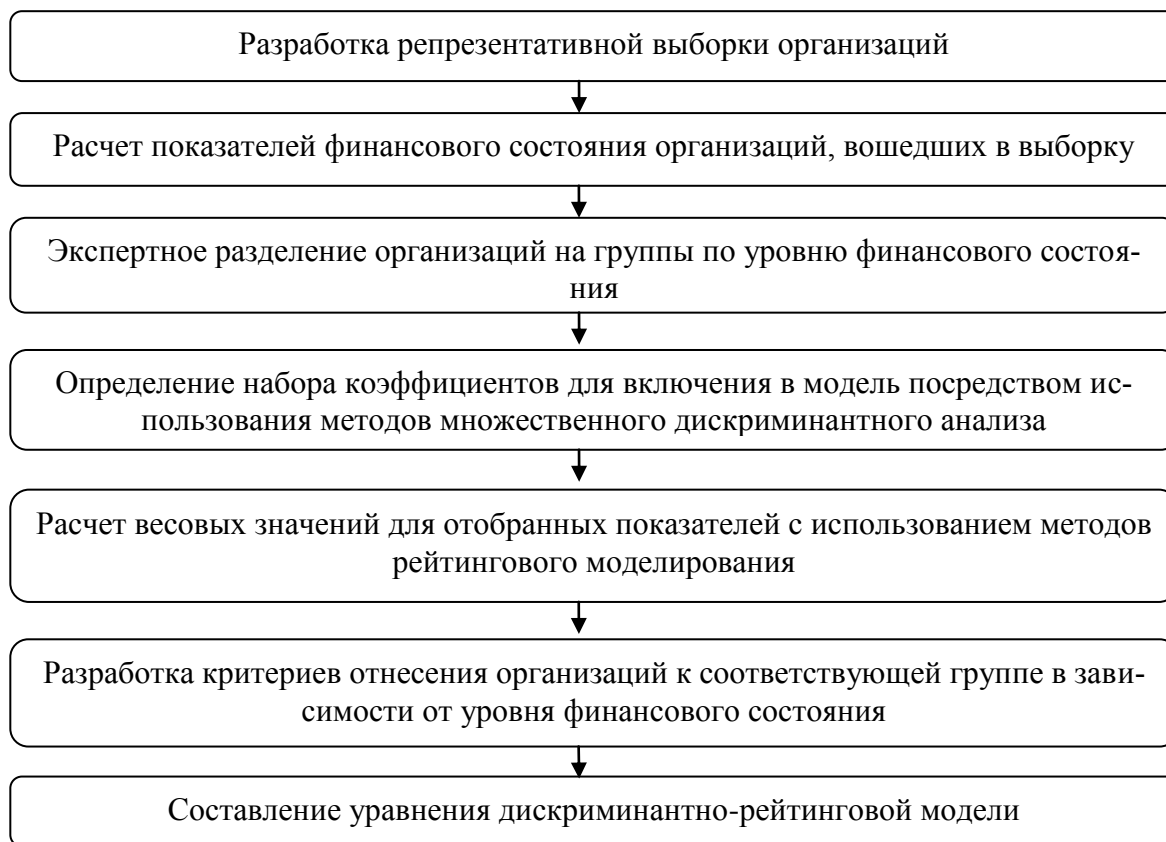 Разработка репрезентативной выборки организаций
Расчет показателей финансового состояния организаций, вошедших в выборку
Экспертное разделение организаций на группы по уровню финансового состоя-
ния
Определение набора коэффициентов для включения в модель посредством ис-
пользования методов множественного дискриминантного анализа
Расчет весовых значений для отобранных показателей с использованием методов
рейтингового моделирования
Разработка критериев отнесения организаций к соответствующей группе в зави-
симости от уровня финансового состояния
Составление уравнения дискриминантно-рейтинговой модели